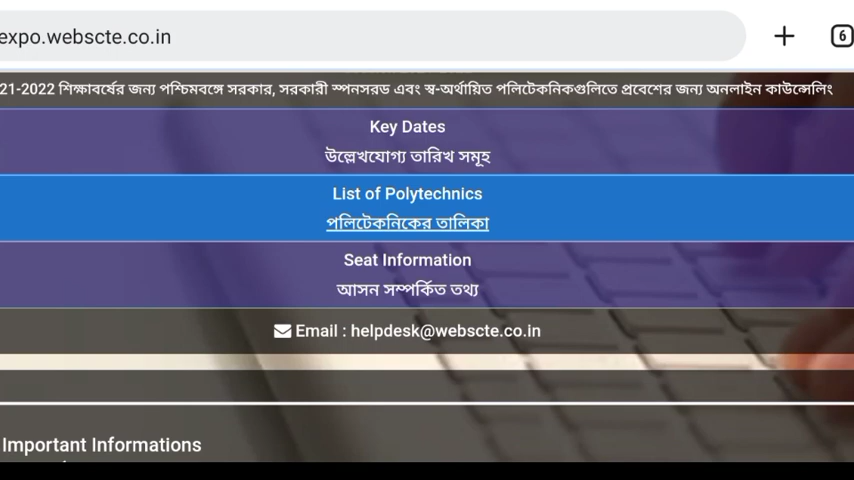 expo.webscte.co.in
6
21-2022 শিক্ষাবর্ষের জন্য পশ্চিমবঙ্গে সরকার, সরকারী স্পনসরড এবং স্ব-অর্থায়িত পলিটেকনিকগুলিতে প্রবেশের জন্য অনলাইন কাউন্সেলিং
Key Dates
উল্লেখযোগ্য তারিখ সমূহ
List of Polytechnics
পলিটেকনিকের তালিকা
Seat Information
আসন সম্পর্কিত তথ্য
Email : helpdesk@webscte.co.in
Important Informations